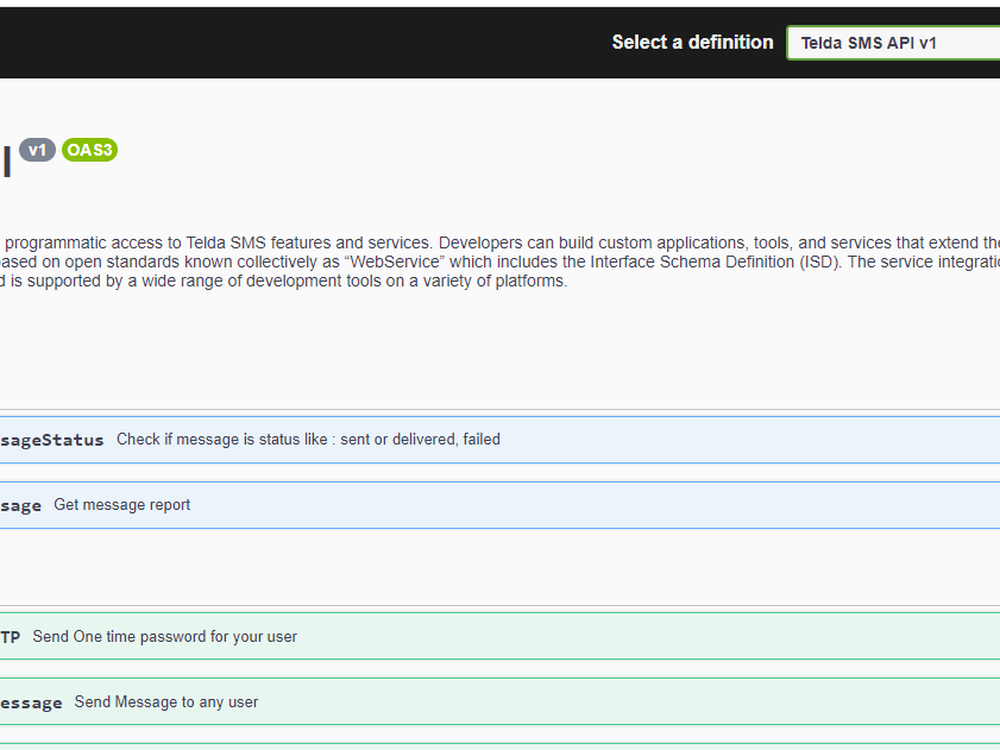 Select a definition Telda SMS API v1
I v1 OAS3
programmatic access to Telda SMS features and services. Developers can build custom applications, tools, and services that extend the
ased on open standards known collectively as “WebService” which includes the Interface Schema Definition (ISD). The service integratio
d is supported by a wide range of development tools on a variety of platforms.
sageStatus Check if message is status like : sent or delivered, failed
sage Get message report
TP Send One time password for your user
essage Send Message to any user